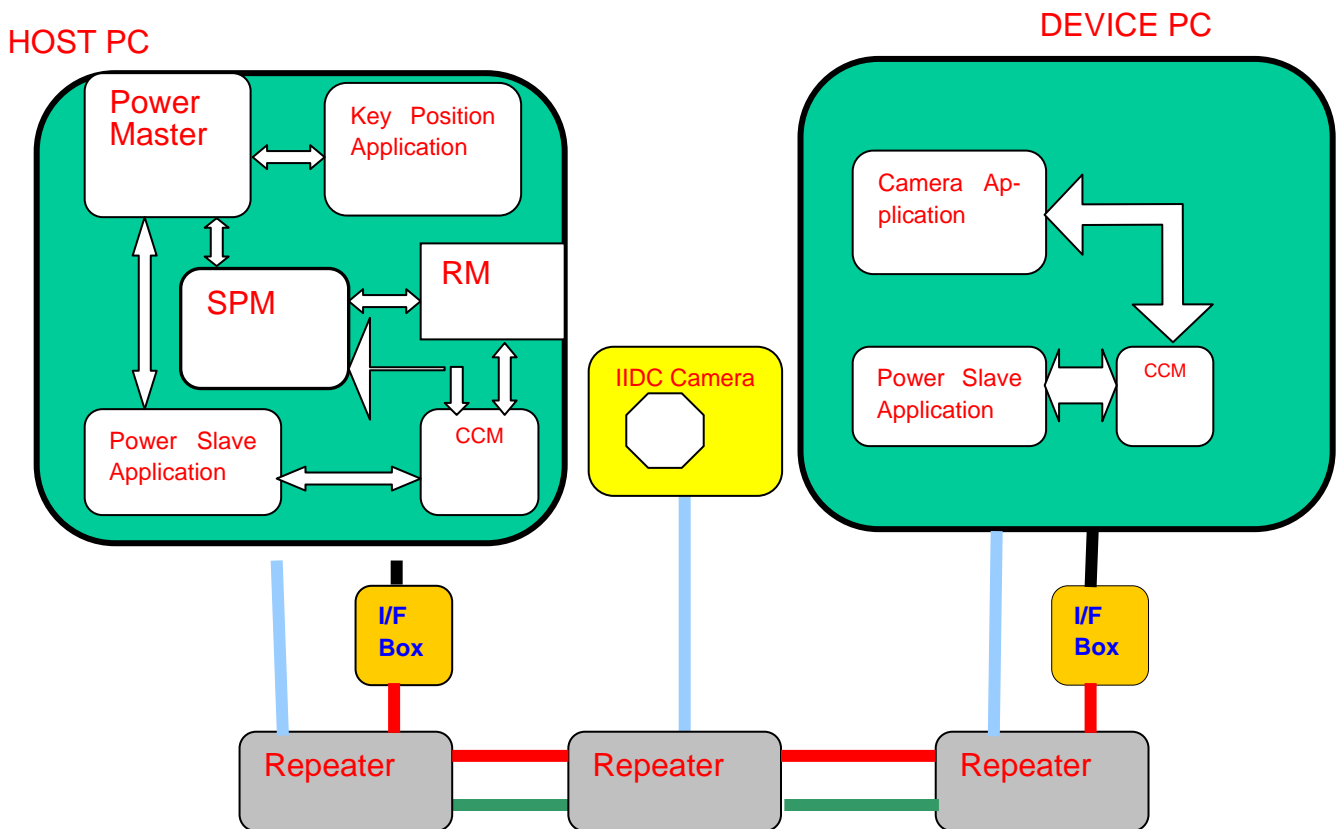 HOST PC
DEVICE PC
Power
Master
Key Position
Application
Camera Ap-
plication
SPM
RM
IIDC Camera
Power Slave
Application
CCM
Power Slave
Application
CCM
I/F
Box
I/F
Box
Repeater
Repeater
Repeater